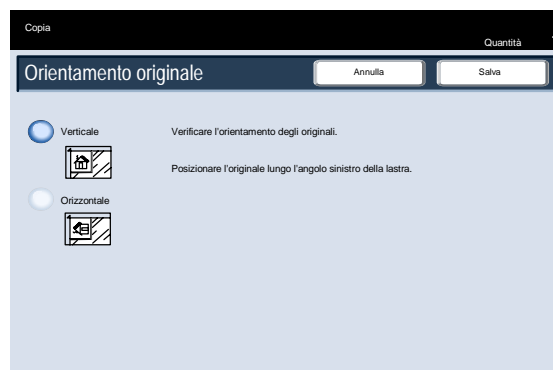 Copia
Quantità
Orientamento originale
Annulla
Salva
Verticale
Verificare l'orientamento degli originali.
Posizionare l'originale lungo l'angolo sinistro della lastra.
Orizzontale